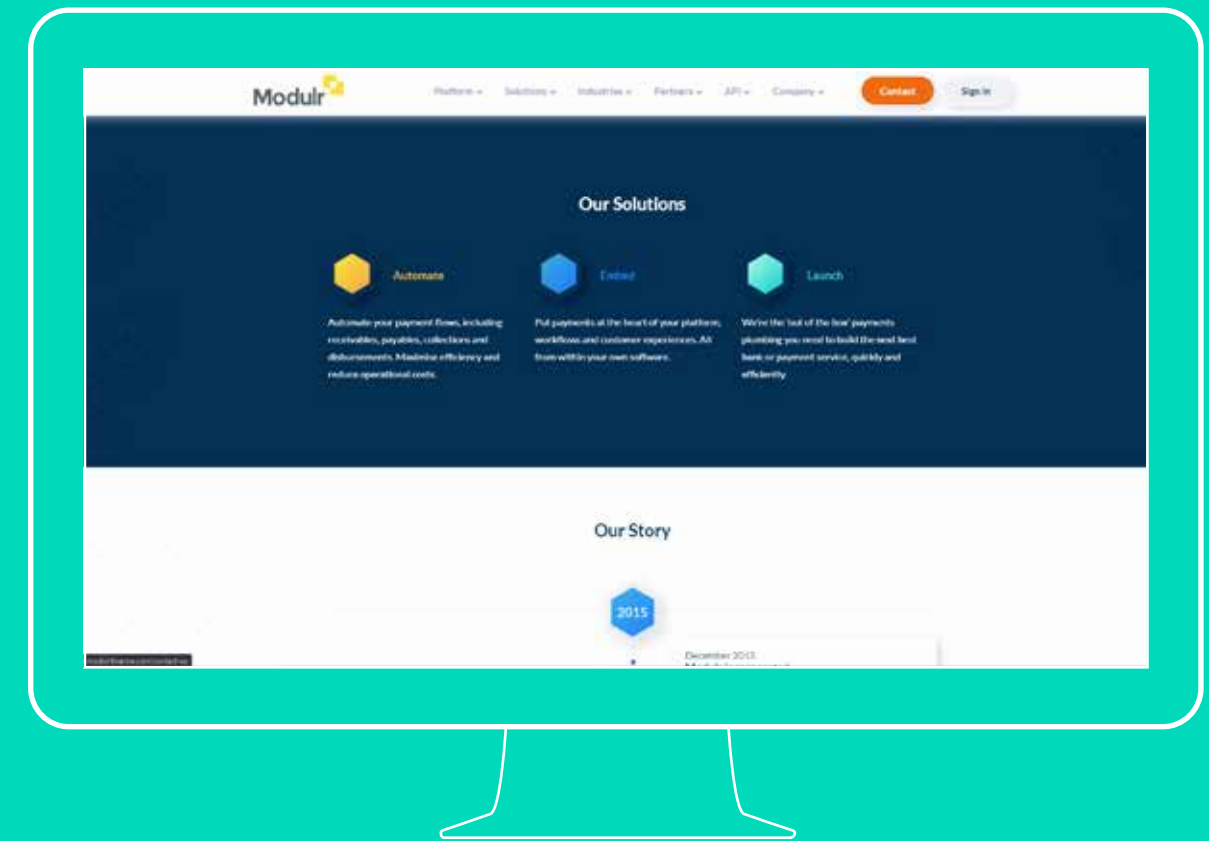 Modulr
Platform Solutions Industries Partners API Company Contact Sign in
Our Solutions
Automate
Embed
Launch
Automate your payment flows, including
receivables, payables, collections and
disbursements. Maximise efficiency and
reduce operational costs.
Put payments at the heart of your platform,
workflows and customer experiences. All
from within your own software.
We're the 'out of the box' payments
plumbing you need to build the next best
bank or payment service, quickly and
efficiently.
Our Story
2015
December 2015